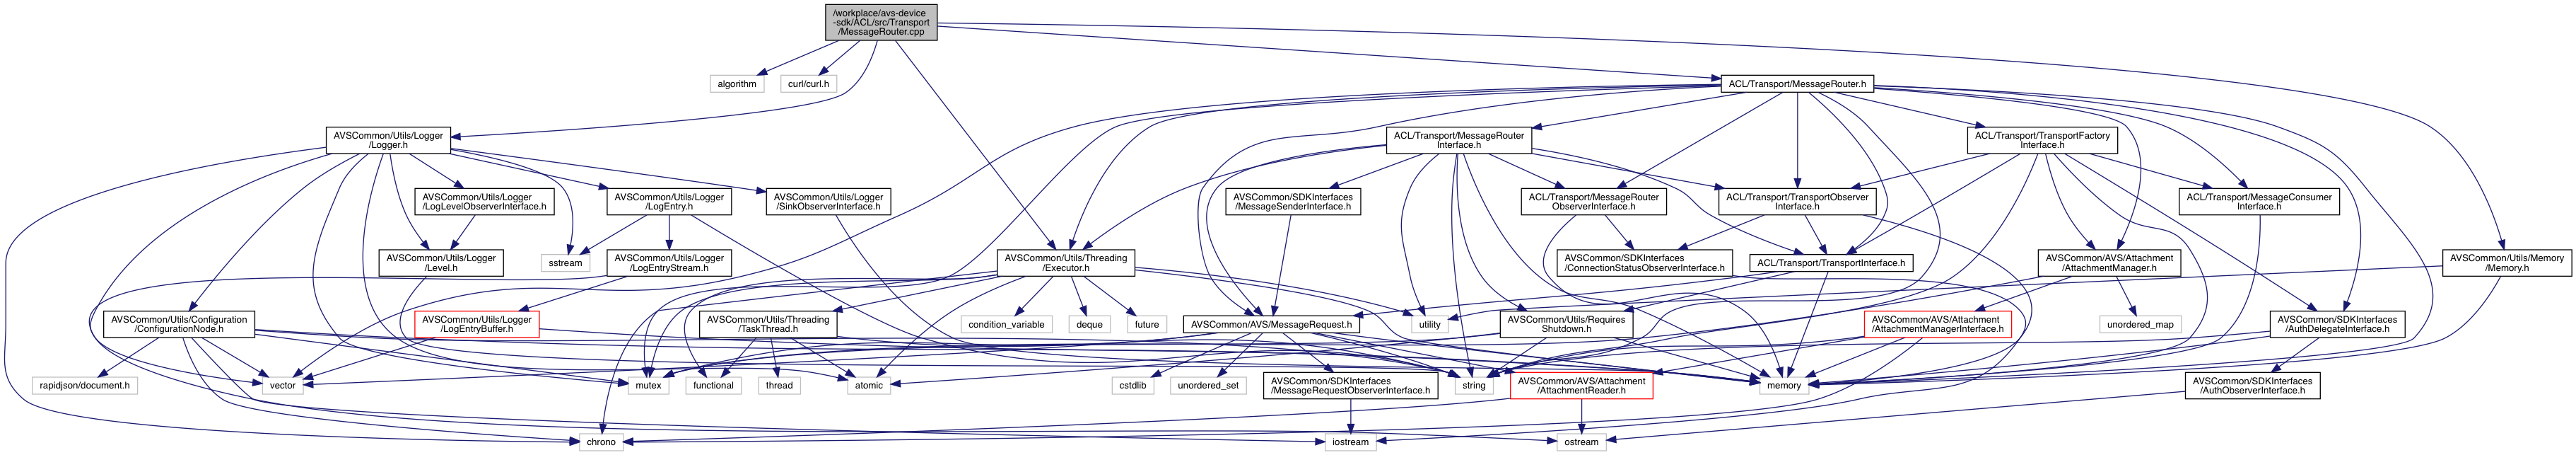 /workplace/avs-device
-sdk/ACL/src/Transport
/MessageRouter.cpp
algorithm
curl/curl.h
ACL/Transport/MessageRouter.h
AVSCommon/Utils/Logger
/Logger.h
ACL/Transport/MessageRouter
Interface.h
ACL/Transport/TransportFactory
Interface.h
AVSCommon/Utils/Logger
/LogLevelObserverInterface.h
AVSCommon/Utils/Logger
/LogEntry.h
AVSCommon/Utils/Logger
/SinkObserverInterface.h
AVSCommon/SDKInterfaces
/MessageSenderInterface.h
ACL/Transport/MessageRouter
ObserverInterface.h
ACL/Transport/TransportObserver
Interface.h
ACL/Transport/MessageConsumer
Interface.h
AVSCommon/Utils/Logger
/Level.h
sstream
AVSCommon/Utils/Logger
/LogEntryStream.h
AVSCommon/Utils/Threading
/Executor.h
AVSCommon/SDKInterfaces
/ConnectionStatusObserverInterface.h
ACL/Transport/TransportInterface.h
AVSCommon/AVS/Attachment
/AttachmentManager.h
AVSCommon/Utils/Memory
/Memory.h
AVSCommon/Utils/Configuration
/ConfigurationNode.h
AVSCommon/Utils/Logger
/LogEntryBuffer.h
AVSCommon/Utils/Threading
/TaskThread.h
condition_variable
deque
future
AVSCommon/AVS/MessageRequest.h
utility
AVSCommon/Utils/Requires
Shutdown.h
AVSCommon/AVS/Attachment
/AttachmentManagerInterface.h
unordered_map
AVSCommon/SDKInterfaces
/AuthDelegateInterface.h
rapidjson/document.h
vector
mutex
functional
thread
atomic
cstdlib
unordered_set
AVSCommon/SDKInterfaces
/MessageRequestObserverInterface.h
string
AVSCommon/AVS/Attachment
/AttachmentReader.h
memory
AVSCommon/SDKInterfaces
/AuthObserverInterface.h
chrono
iostream
ostream